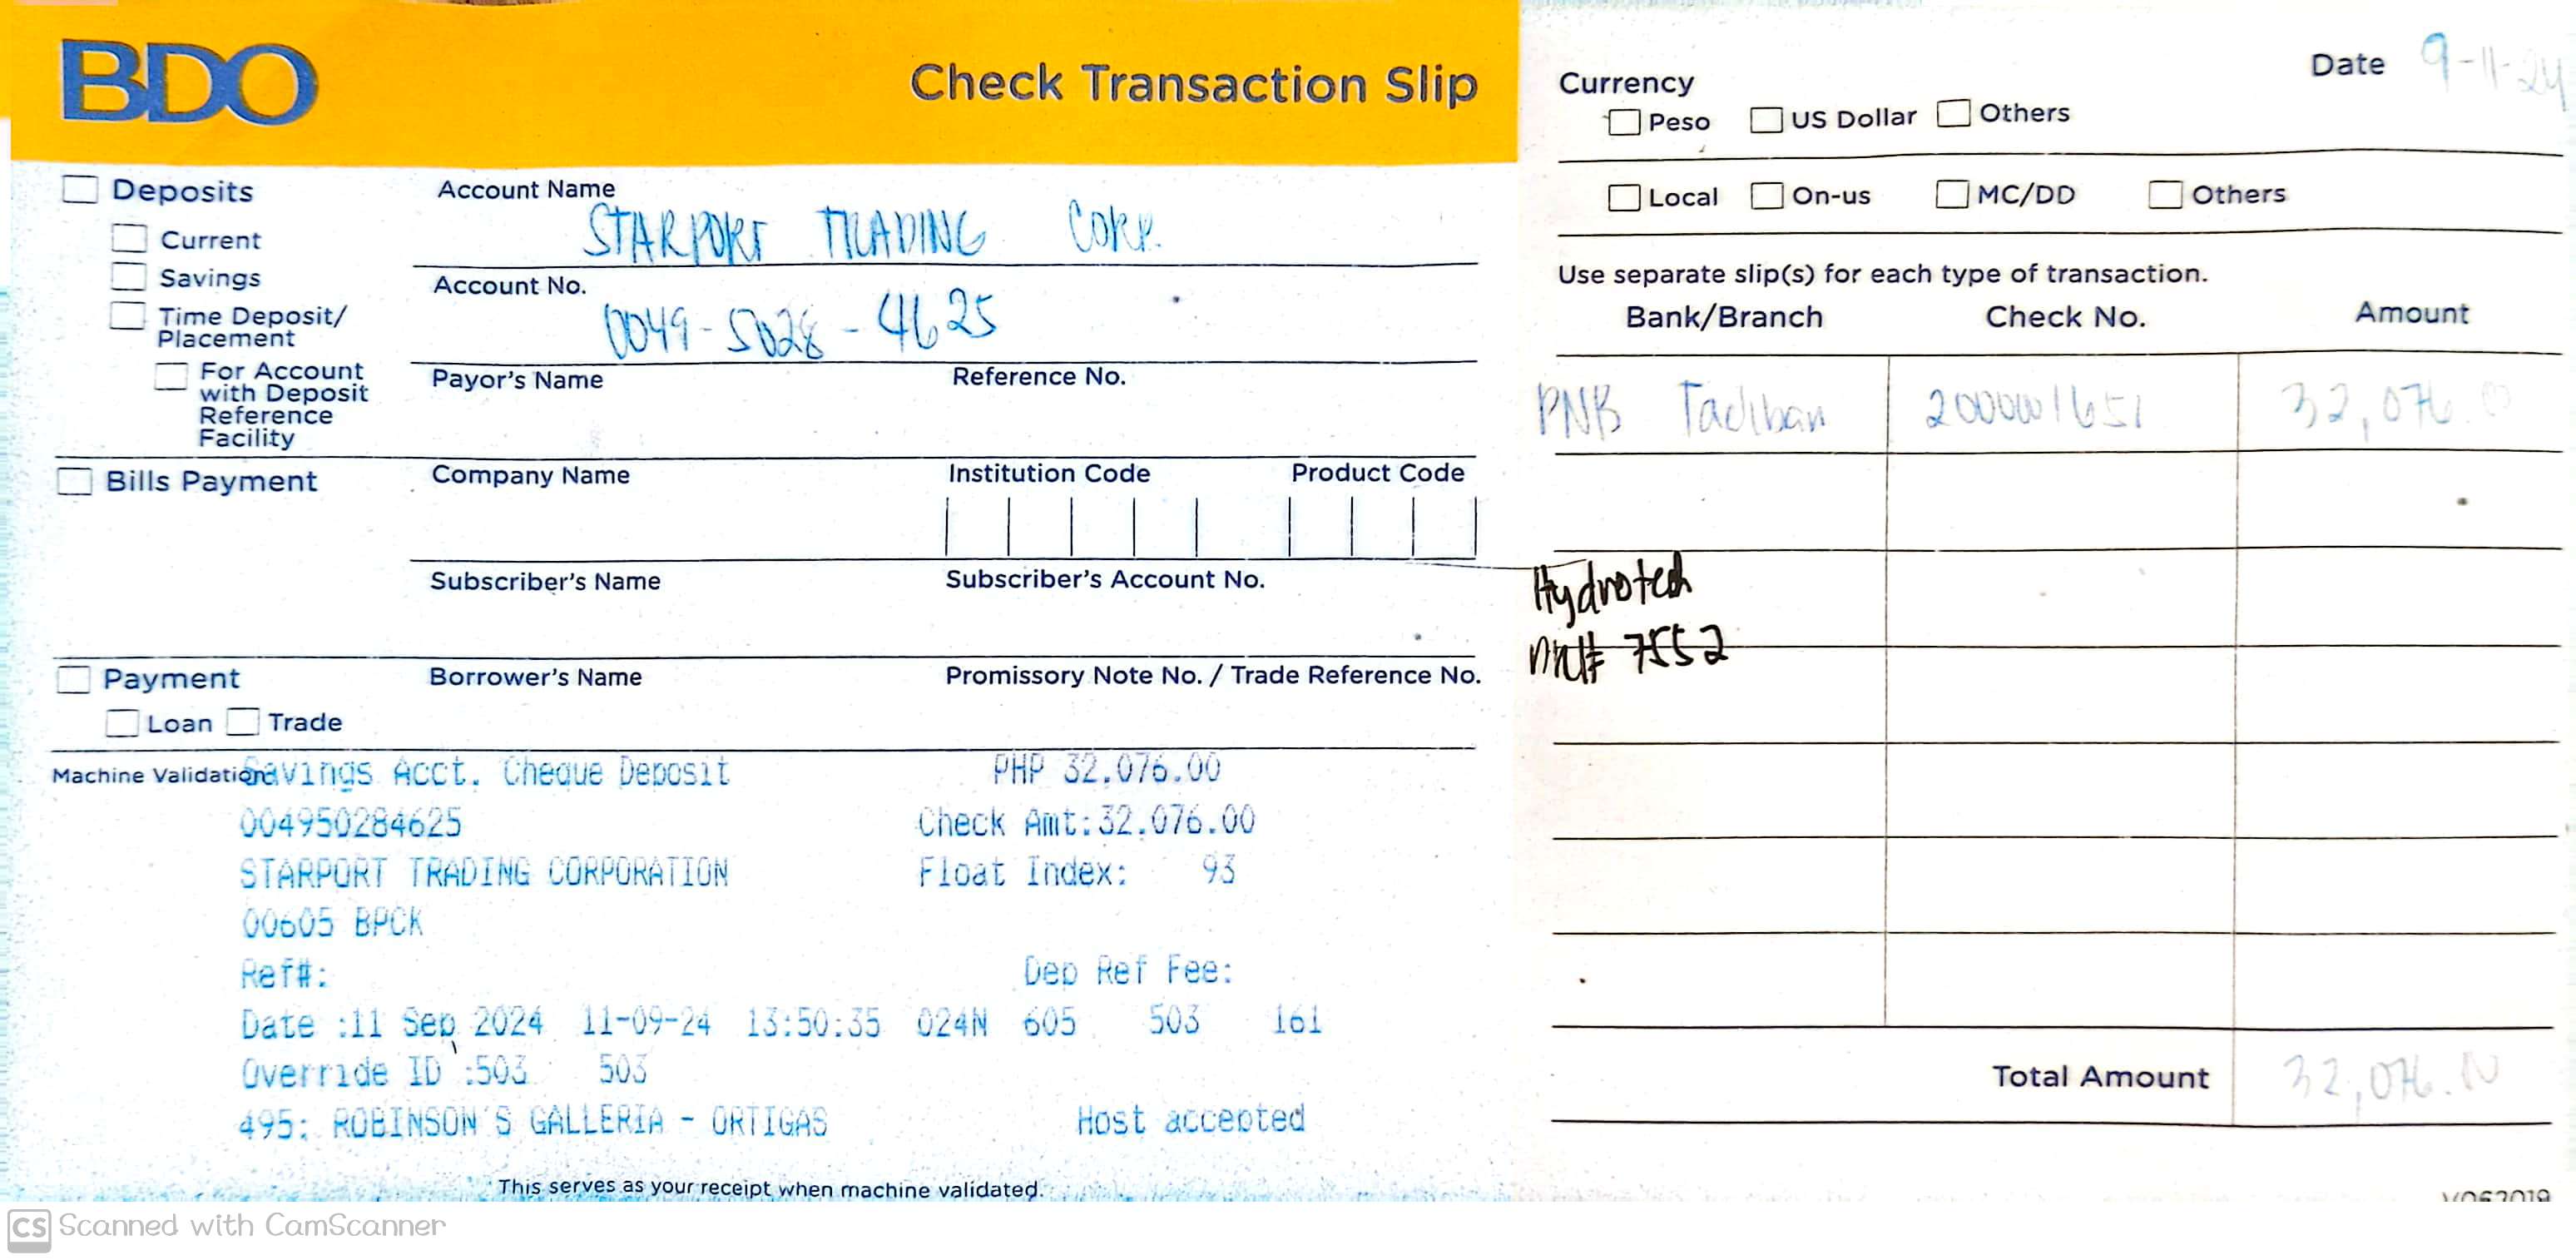 BDO
Check Transaction Slip
Deposits
Current
Savings
Time Deposit/
Placement
For Account
with Deposit
Reference
Facility
Account Name
STARPORT TRADING CORP.
Account No.
0049-5028-4625
Payor's Name Reference No.
Bills Payment
Company Name Institution Code Product Code
Subscriber's Name Subscriber's Account No.
Payment
Loan Trade
Borrower's Name Promissory Note No. / Trade Reference No.
Machine Validation
Savings Acct. Cheque Deposit PHP 32,076.00
004950284625 Check Amt:32,076.00
STARPORT TRADING CORPORATION Float Index: 93
00605 BPCK
Ref#: Dep Ref Fee:
Date :11 Sep 2024 11-09-24 13:50:35 024N 605 503 161
Override ID :503 503
495: ROBINSON'S GALLERIA - ORTIGAS Host accepted
This serves as your receipt when machine validated.
Date 9-11-24
Currency
Peso US Dollar Others
Local On-us MC/DD Others
Use separate slip(s) for each type of transaction.
Bank/Branch Check No. Amount
PNB 32,076.0
Hydrotech
7552
Total Amount 32,076.00
V062019
CS Scanned with CamScanner